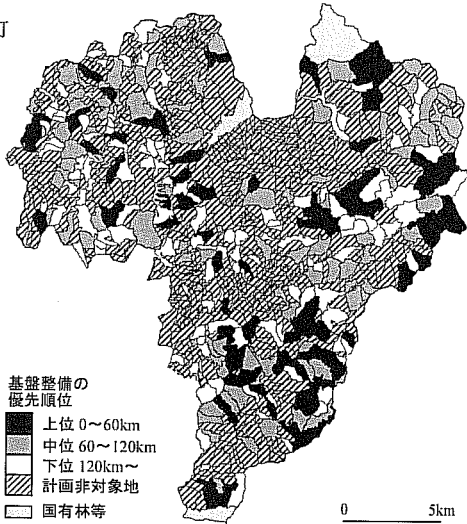 町
基盤整備の
優先順位
上位 0〜60km
中位 60〜120km
下位 120km〜
計画非対象地
国有林等
0 5km